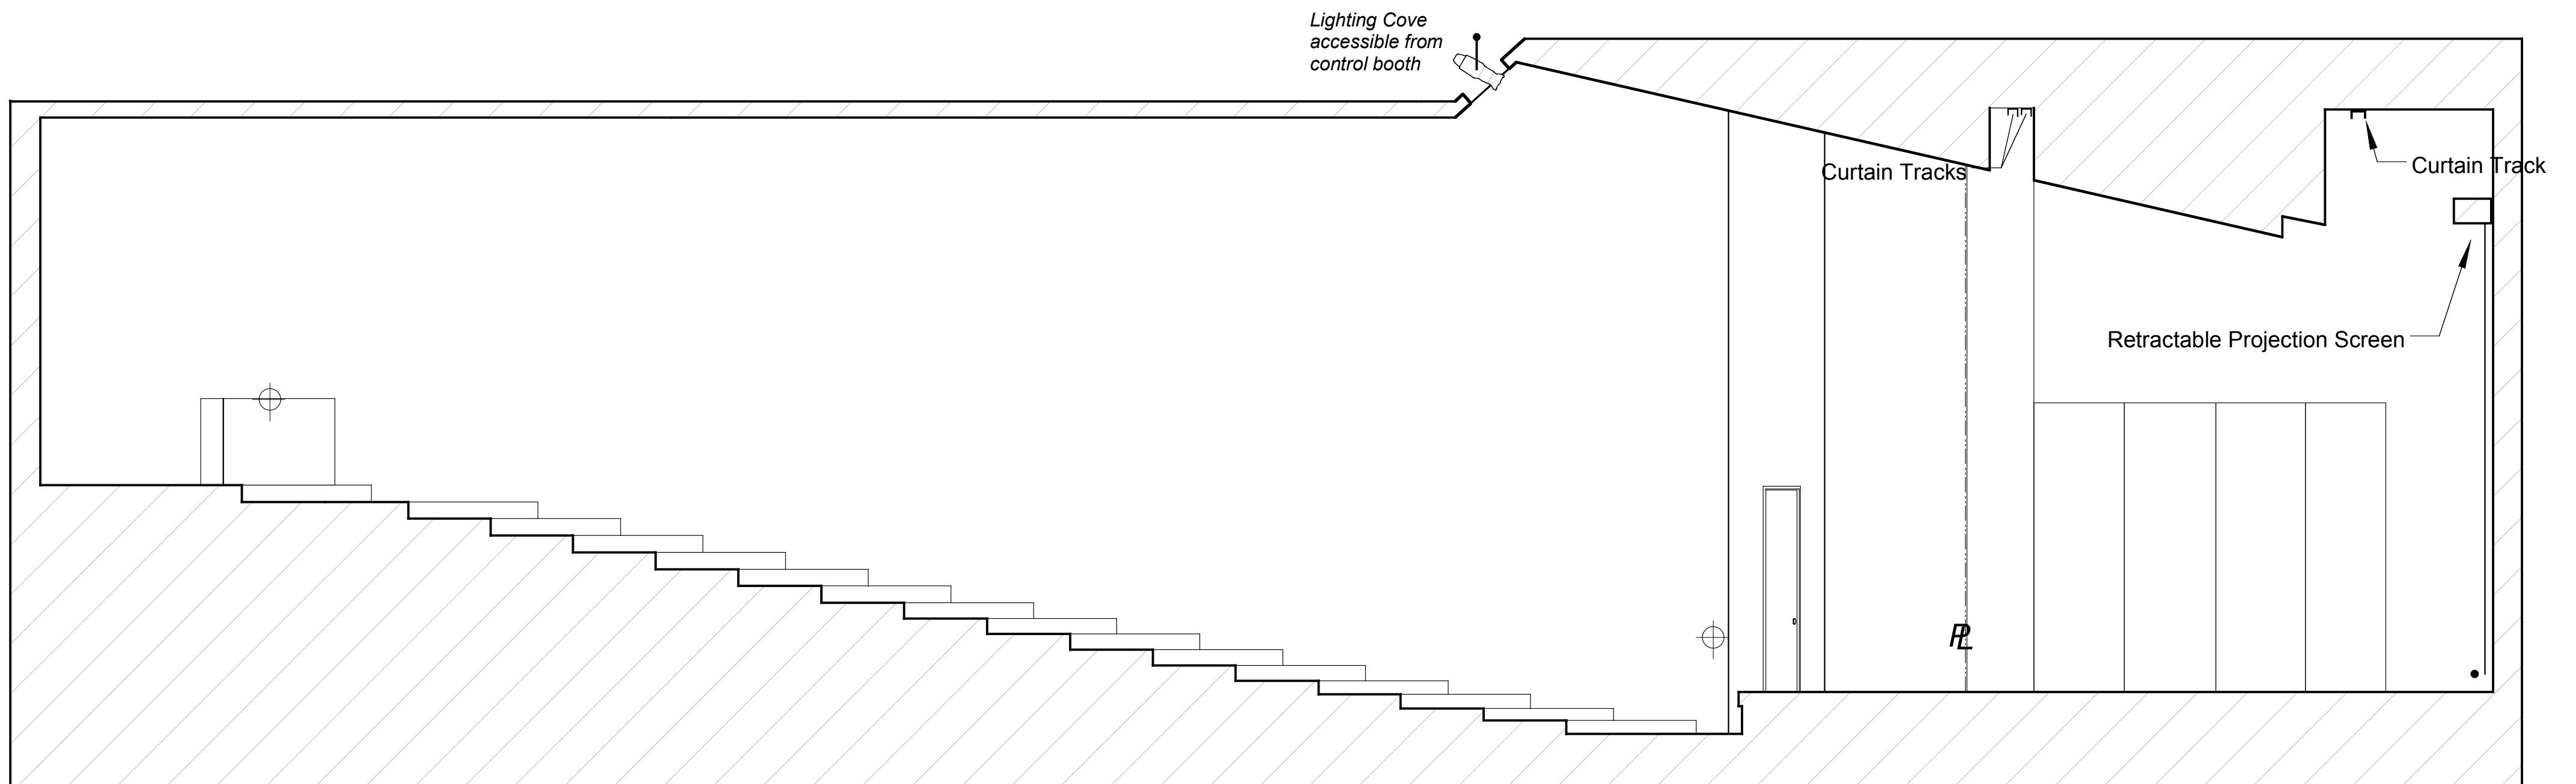 Lighting Cove
accessible from
control booth
Curtain Tracks
Curtain Track
Retractable Projection Screen
PL